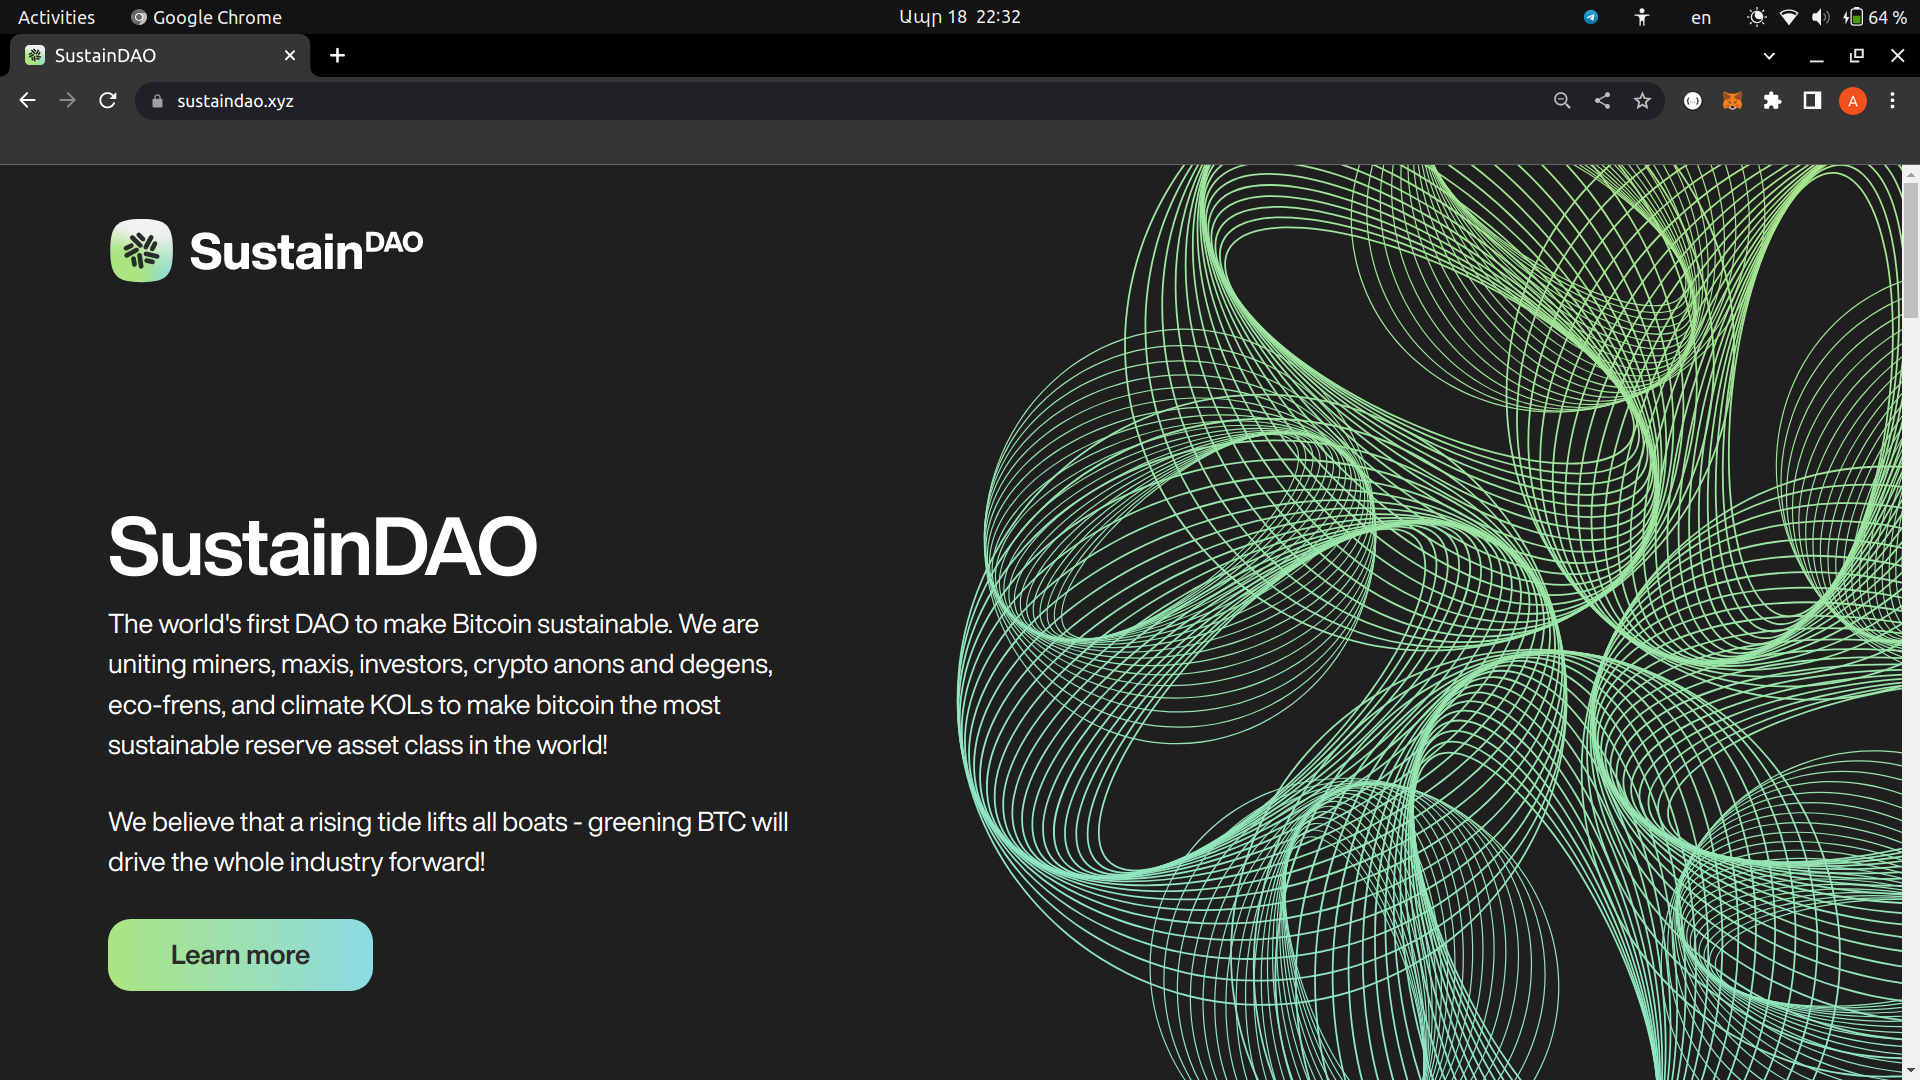 Activities
Google Chrome
Ապր 18 22:32
en
64 %
SustainDAO
sustaindao.xyz
A
SustainDAO
SustainDAO
The world's first DAO to make Bitcoin sustainable. We are
uniting miners, maxis, investors, crypto anons and degens,
eco-frens, and climate KOLs to make bitcoin the most
sustainable reserve asset class in the world!
We believe that a rising tide lifts all boats - greening BTC will
drive the whole industry forward!
Learn more